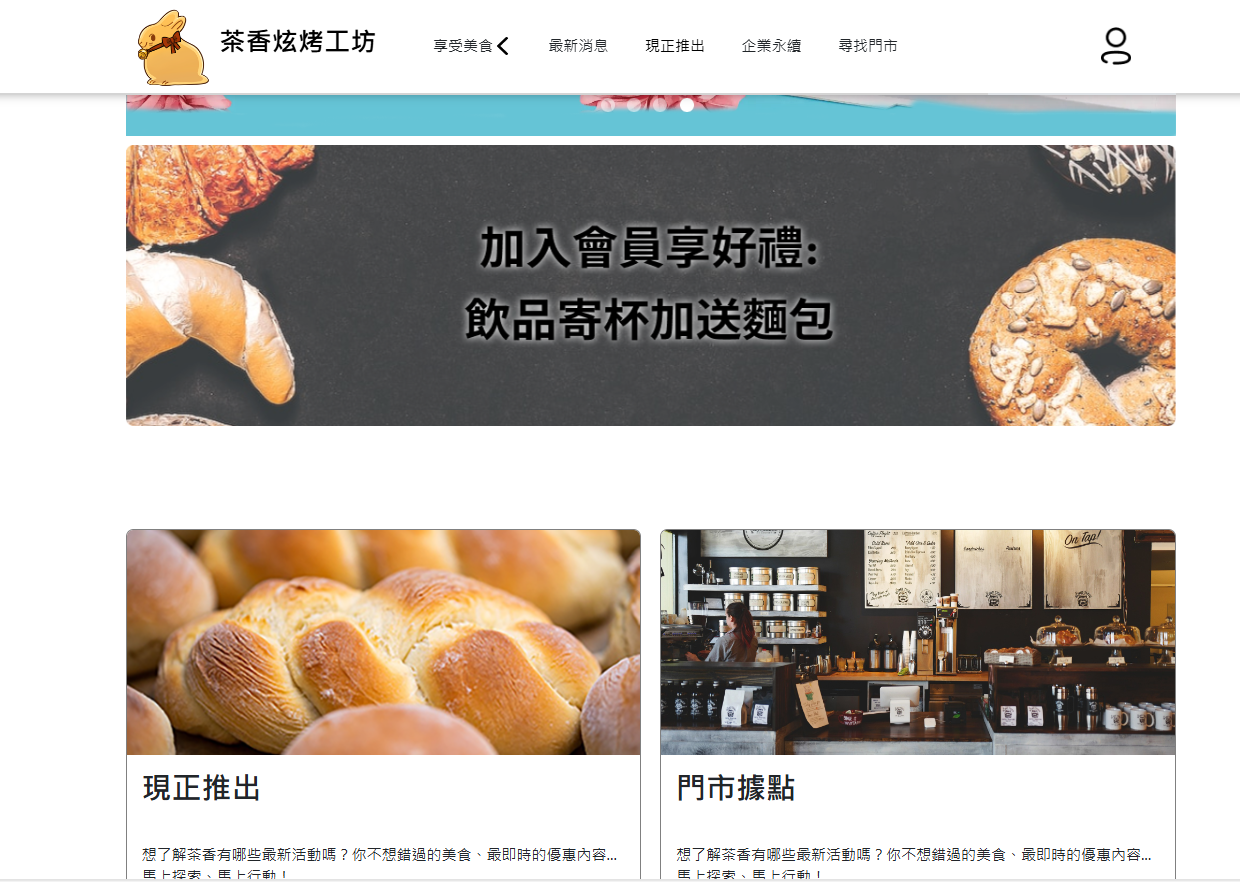 茶香炫烤工坊
享受美食
最新消息
現正推出
企業永續
尋找門市
加入會員享好禮:
飲品寄杯加送麵包
On Tap!
現正推出
門市據點
想了解茶香有哪些最新活動嗎？你不想錯過的美食、最即時的優惠內容...
馬上探索、馬上行動！
想了解茶香有哪些最新活動嗎？你不想錯過的美食、最即時的優惠內容...
馬上探索、馬上行動！